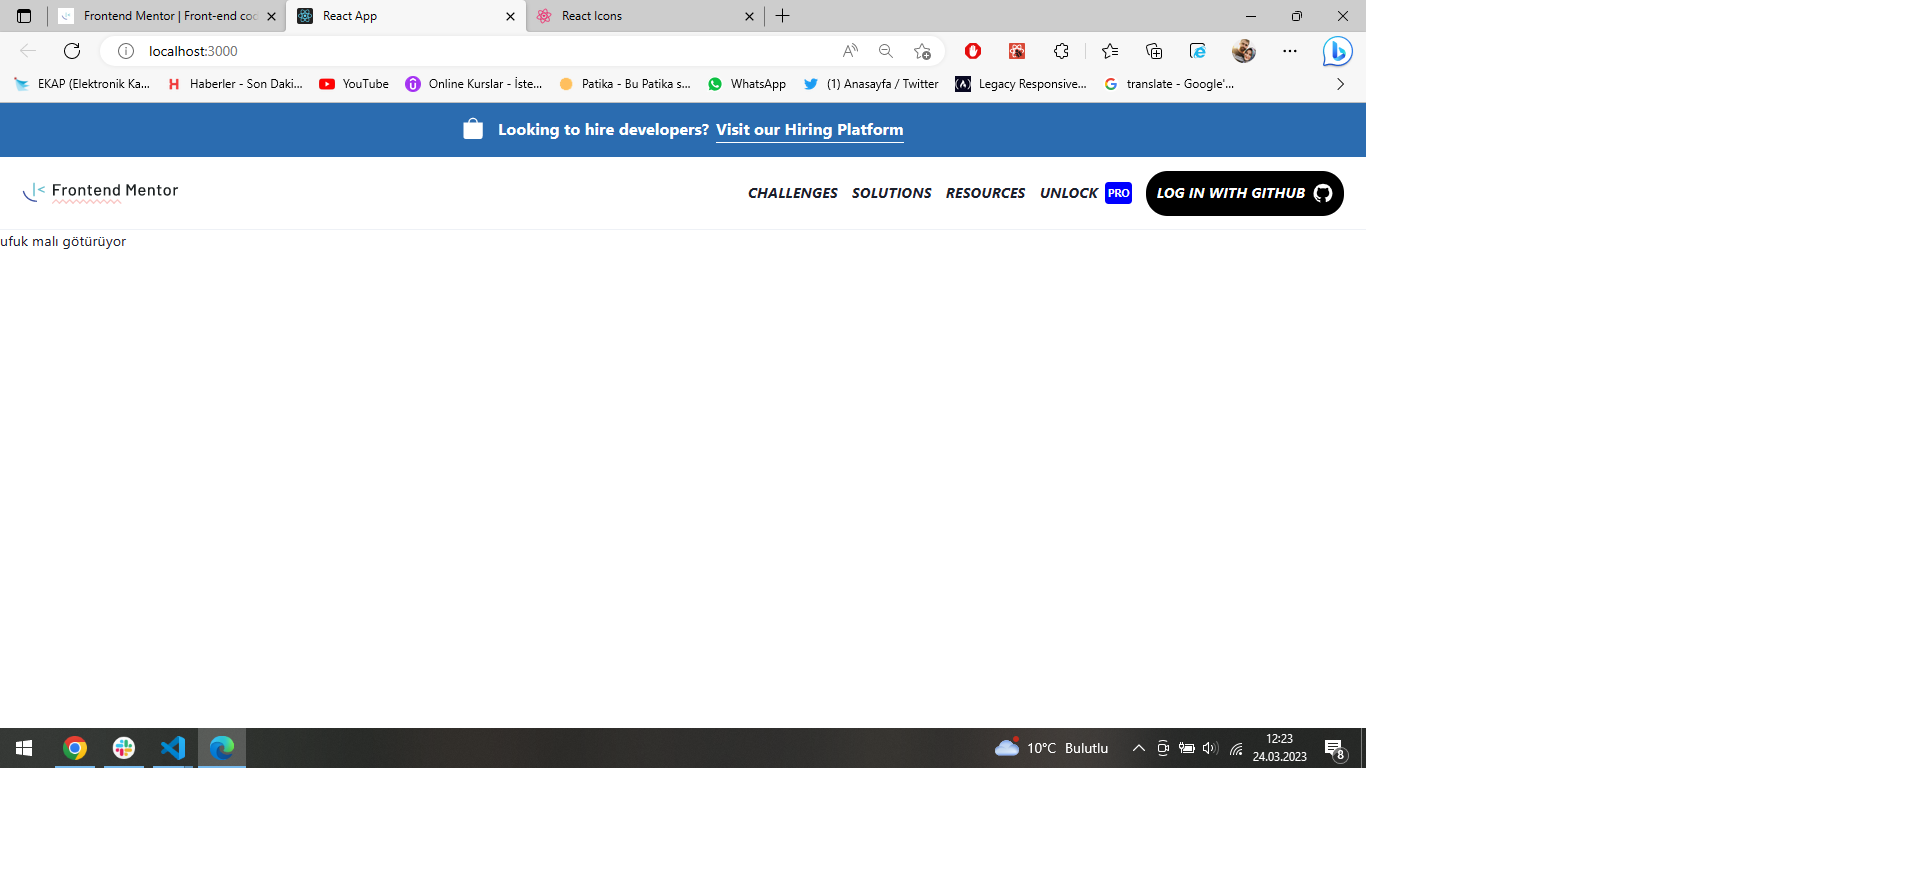 Frontend Mentor | Front-end cod
React App
React Icons
localhost:3000
EKAP (Elektronik Ka...
Haberler - Son Daki...
YouTube
Online Kurslar - İste...
Patika - Bu Patika s...
WhatsApp
(1) Anasayfa / Twitter
Legacy Responsive...
translate - Google'...
Looking to hire developers? Visit our Hiring Platform
Frontend Mentor
CHALLENGES
SOLUTIONS
RESOURCES
UNLOCK PRO
LOG IN WITH GITHUB
ufuk malı götürüyor
10°C Bulutlu
12:23
24.03.2023
8